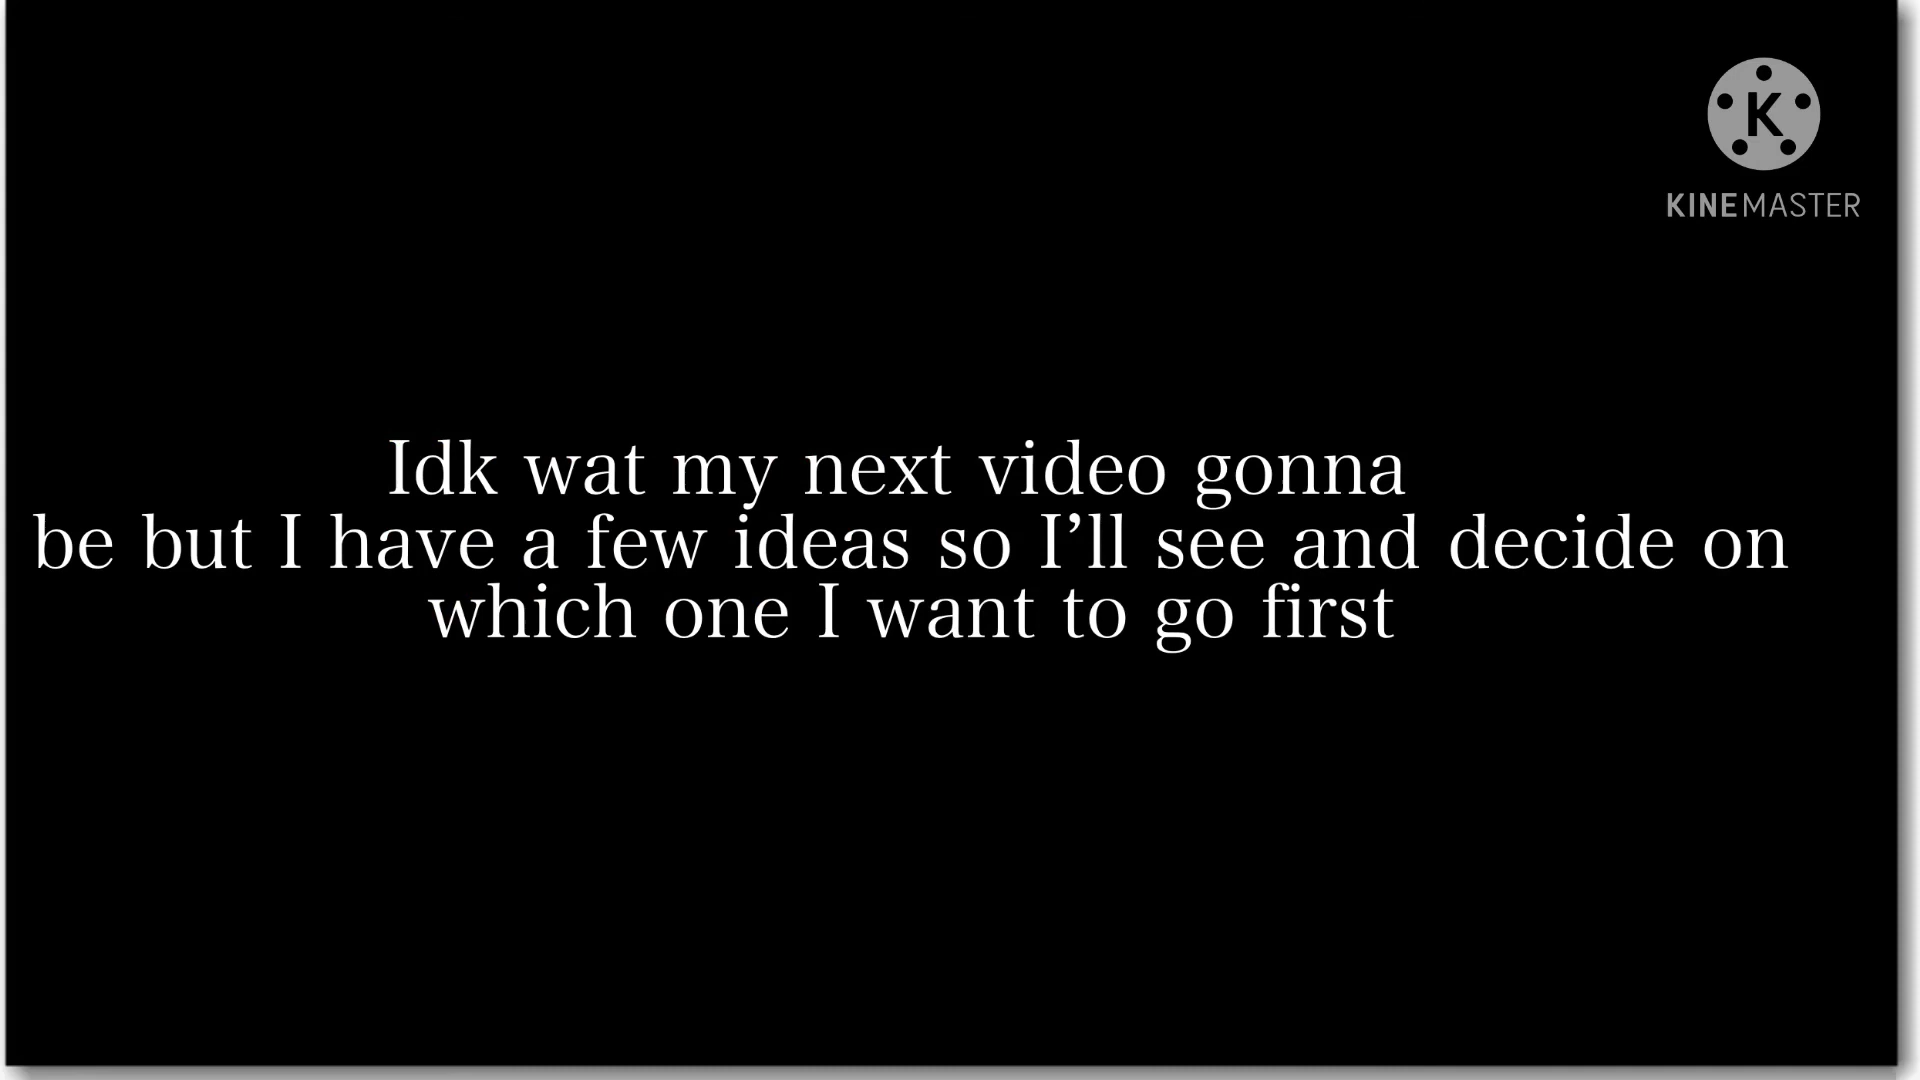 K
KINEMASTER
Idk wat my next video gonna
be but I have a few ideas so I’ll see and decide on
which one I want to go first